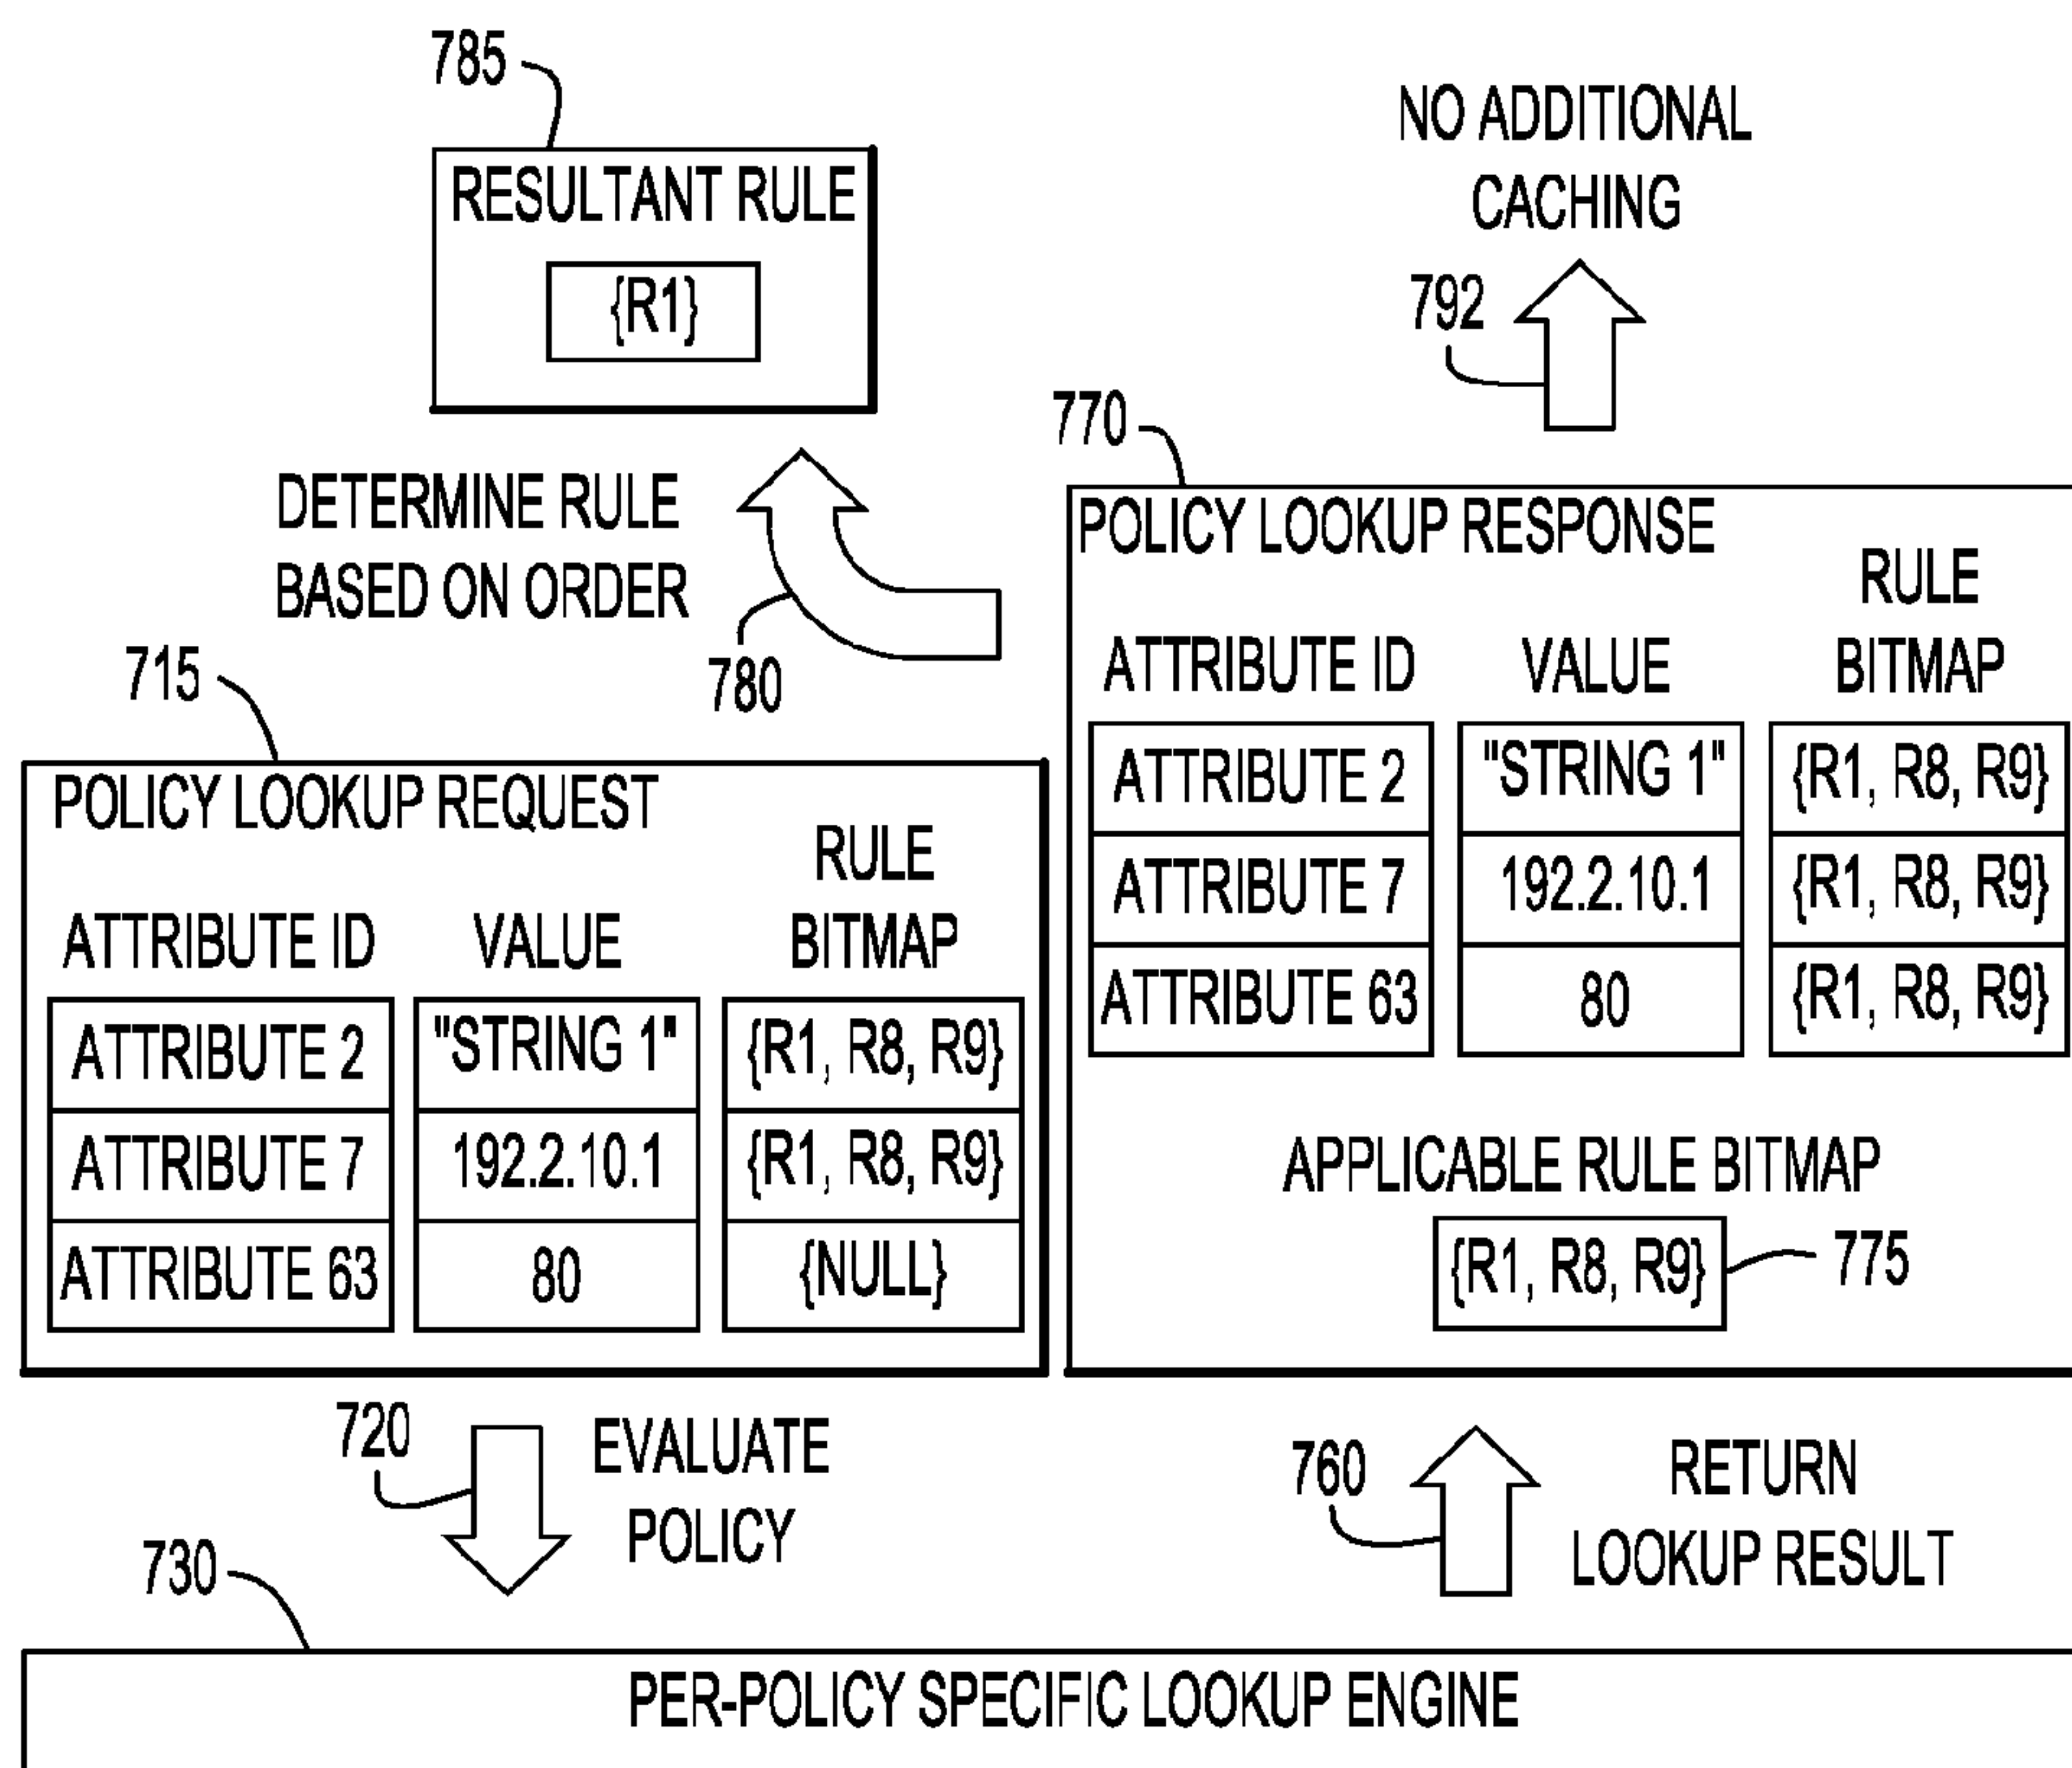 785
RESULTANT RULE
{R1}
NO ADDITIONAL
CACHING
792
DETERMINE RULE
BASED ON ORDER
780
770
POLICY LOOKUP RESPONSE
RULE
ATTRIBUTE ID VALUE BITMAP
ATTRIBUTE 2 "STRING 1" {R1, R8, R9}
ATTRIBUTE 7 192.2.10.1 {R1, R8, R9}
ATTRIBUTE 63 80 {R1, R8, R9}
APPLICABLE RULE BITMAP
{R1, R8, R9} 775
715
POLICY LOOKUP REQUEST
RULE
ATTRIBUTE ID VALUE BITMAP
ATTRIBUTE 2 "STRING 1" {R1, R8, R9}
ATTRIBUTE 7 192.2.10.1 {R1, R8, R9}
ATTRIBUTE 63 80 {NULL}
720
EVALUATE
POLICY
760
RETURN
LOOKUP RESULT
730
PER-POLICY SPECIFIC LOOKUP ENGINE